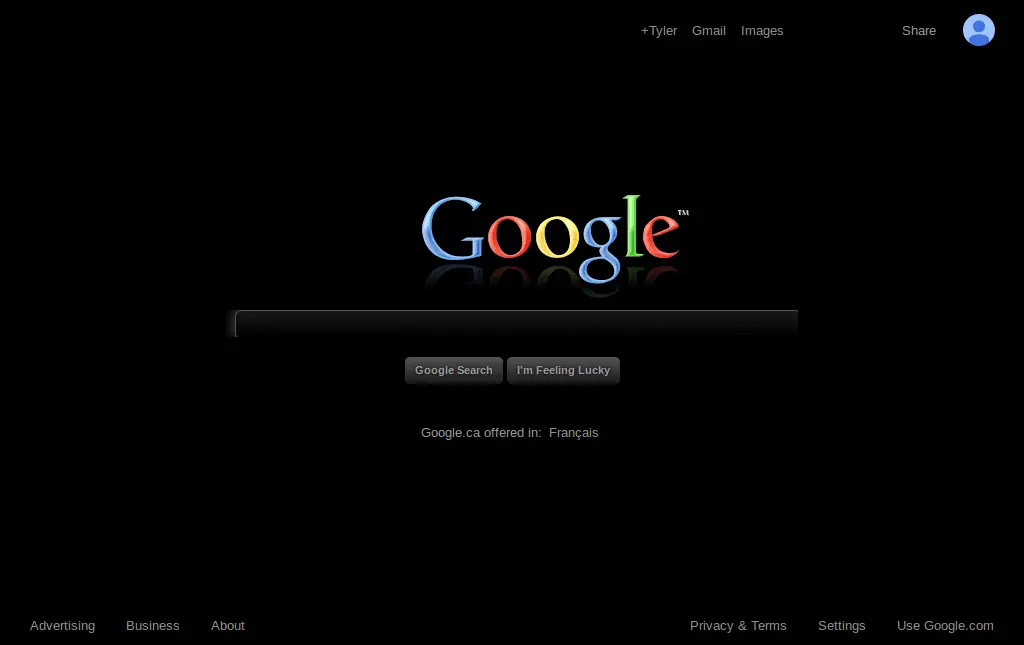 +Tyler Gmail Images Share
Google™
Google Search I'm Feeling Lucky
Google.ca offered in: Français
Advertising Business About Privacy & Terms Settings Use Google.com